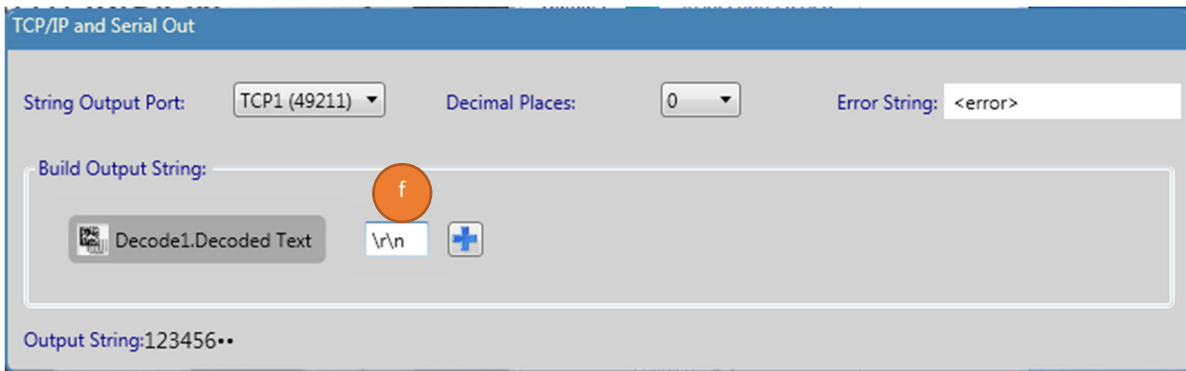 TCP/IP and Serial Out
String Output Port: TCP1 (49211) Decimal Places: 0 Error String: <error>
Build Output String:
f
Decode1.Decoded Text \r\n
Output String:123456••